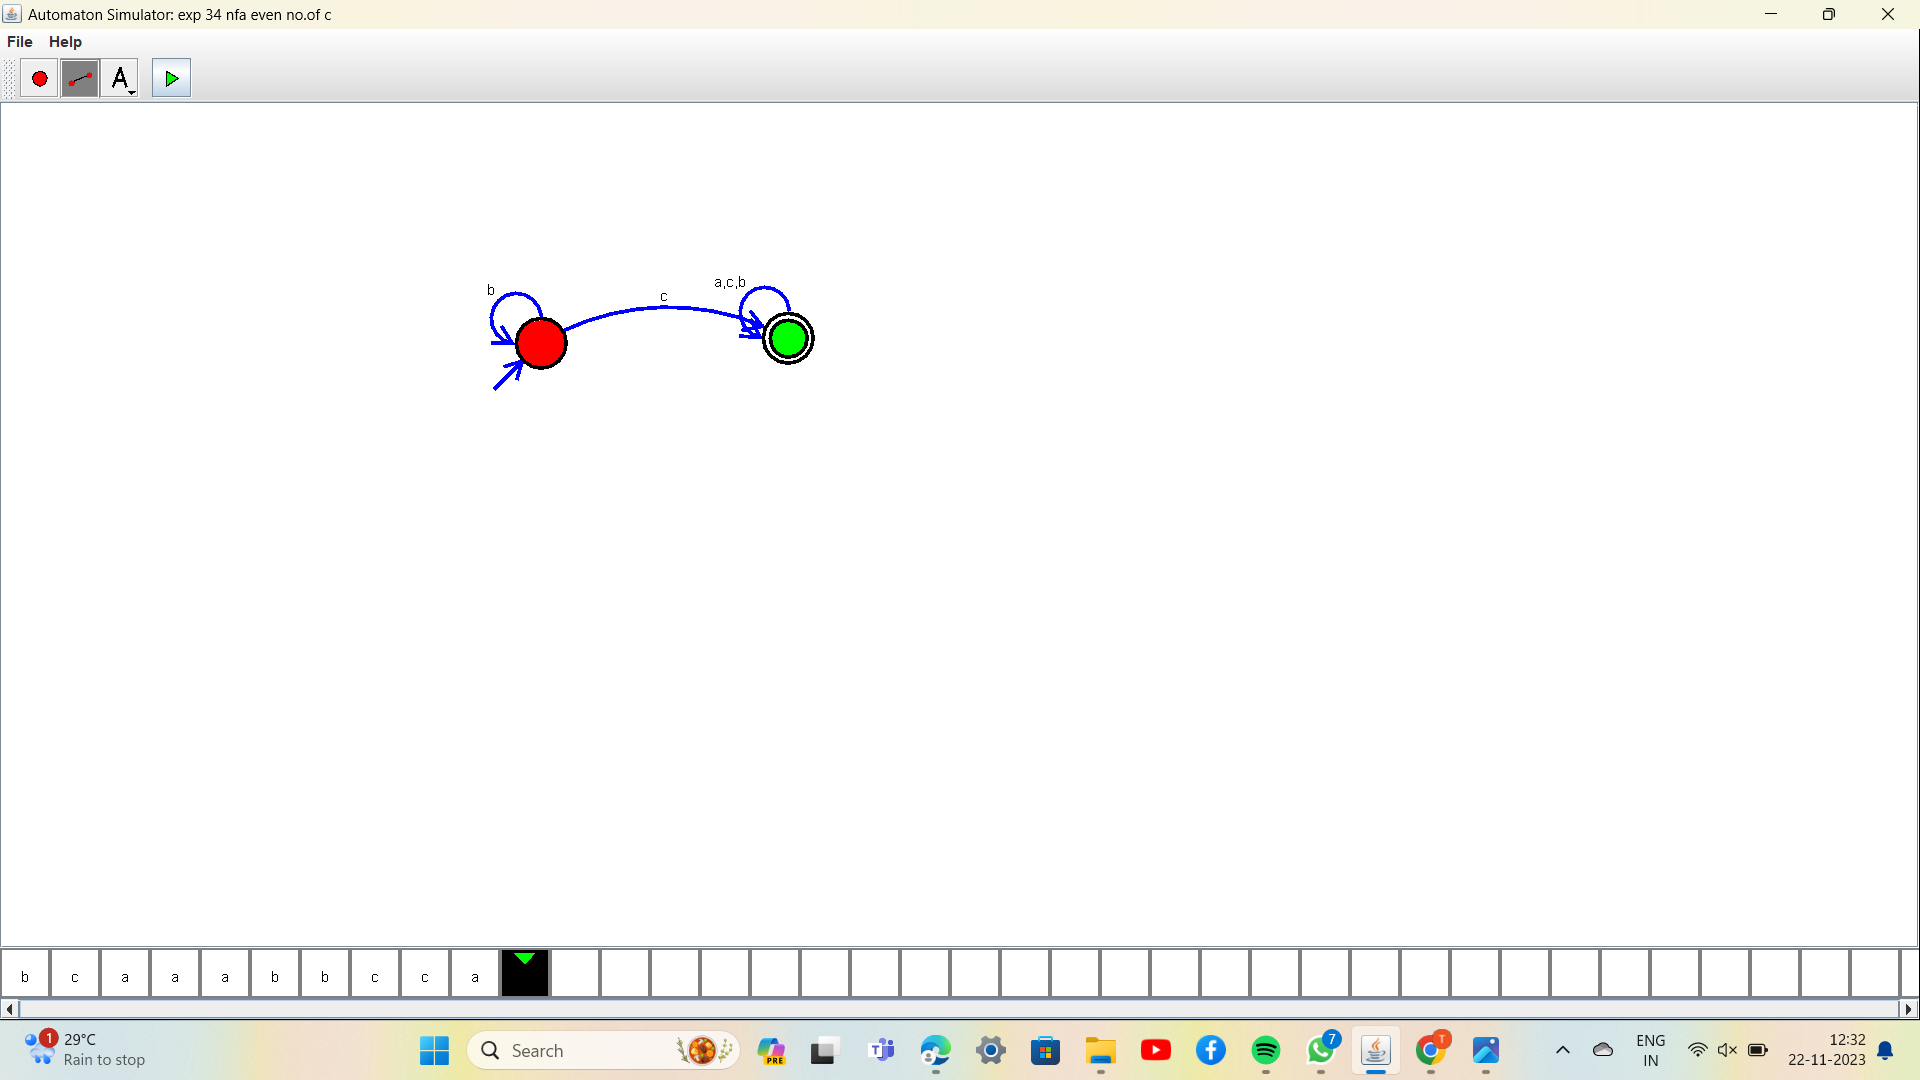 Automaton Simulator: exp 34 nfa even no.of c
File Help
A
b
c
a,c,b
b c a a a b b c c a
1
29°C
Rain to stop
Search
PRE
7
T
ENG
IN
12:32
22-11-2023